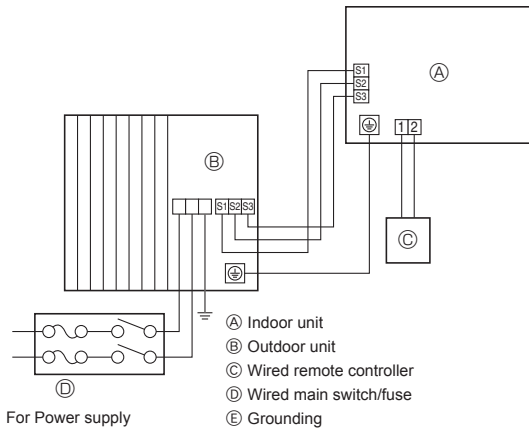 S1
S2
S3
Ⓐ
⏚ 1 2
Ⓑ
S1 S2 S3
Ⓒ
Ⓐ Indoor unit
Ⓑ Outdoor unit
Ⓒ Wired remote controller
Ⓓ Wired main switch/fuse
Ⓔ Grounding
Ⓓ
For Power supply